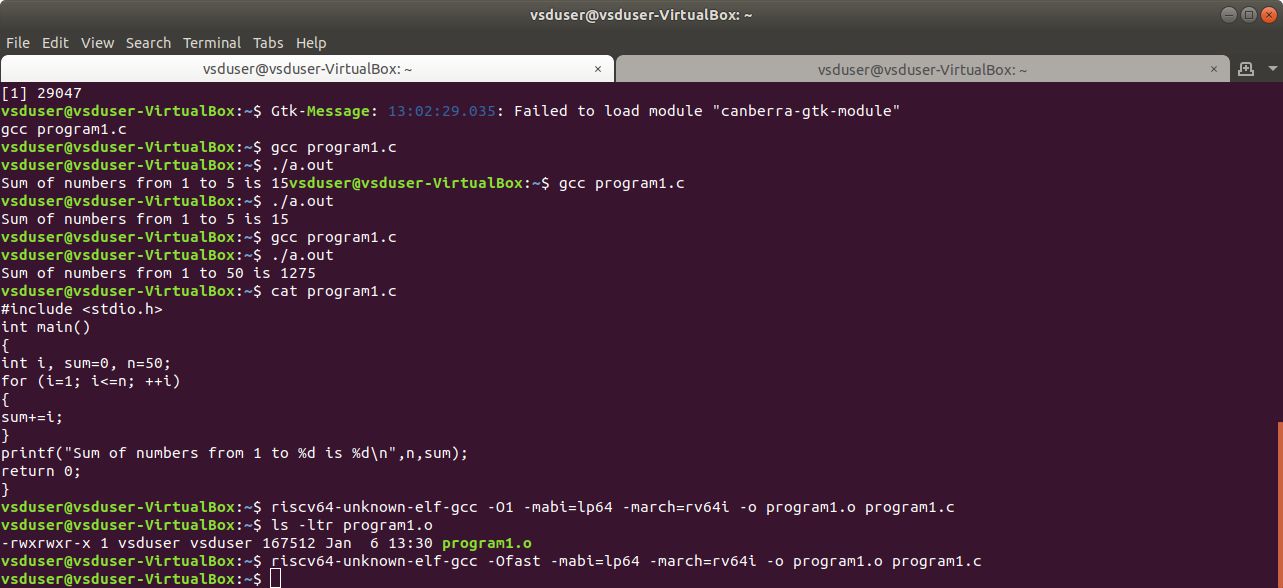 vsduser@vsduser-VirtualBox: ~
File Edit View Search Terminal Tabs Help
vsduser@vsduser-VirtualBox: ~ × vsduser@vsduser-VirtualBox: ~ ×
[1] 29047
vsduser@vsduser-VirtualBox:~$ Gtk-Message: 13:02:29.035: Failed to load module "canberra-gtk-module"
gcc program1.c
vsduser@vsduser-VirtualBox:~$ gcc program1.c
vsduser@vsduser-VirtualBox:~$ ./a.out
Sum of numbers from 1 to 5 is 15vsduser@vsduser-VirtualBox:~$ gcc program1.c
vsduser@vsduser-VirtualBox:~$ ./a.out
Sum of numbers from 1 to 5 is 15
vsduser@vsduser-VirtualBox:~$ gcc program1.c
vsduser@vsduser-VirtualBox:~$ ./a.out
Sum of numbers from 1 to 50 is 1275
vsduser@vsduser-VirtualBox:~$ cat program1.c
#include <stdio.h>
int main()
{
int i, sum=0, n=50;
for (i=1; i<=n; ++i)
{
sum+=i;
}
printf("Sum of numbers from 1 to %d is %d\n",n,sum);
return 0;
}
vsduser@vsduser-VirtualBox:~$ riscv64-unknown-elf-gcc -O1 -mabi=lp64 -march=rv64i -o program1.o program1.c
vsduser@vsduser-VirtualBox:~$ ls -ltr program1.o
-rwxrwxr-x 1 vsduser vsduser 167512 Jan  6 13:30 program1.o
vsduser@vsduser-VirtualBox:~$ riscv64-unknown-elf-gcc -Ofast -mabi=lp64 -march=rv64i -o program1.o program1.c
vsduser@vsduser-VirtualBox:~$